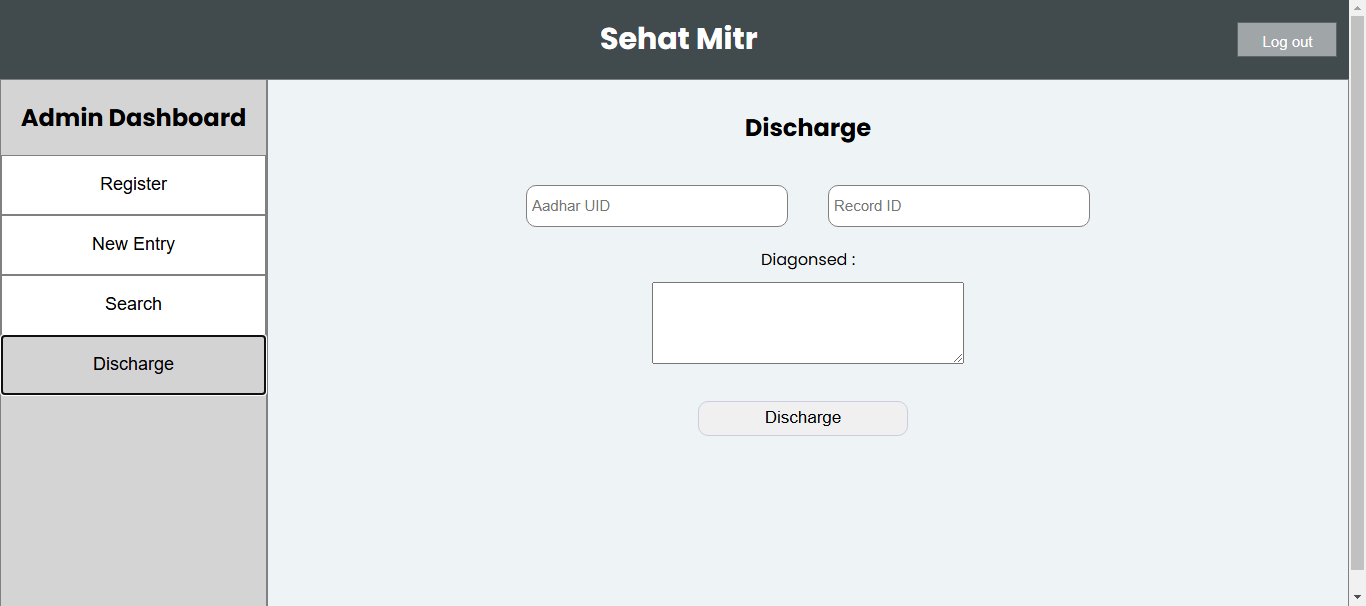 Sehat Mitr
Log out
Admin Dashboard
Register
New Entry
Search
Discharge
Discharge
Aadhar UID
Record ID
Diagonsed :
Discharge